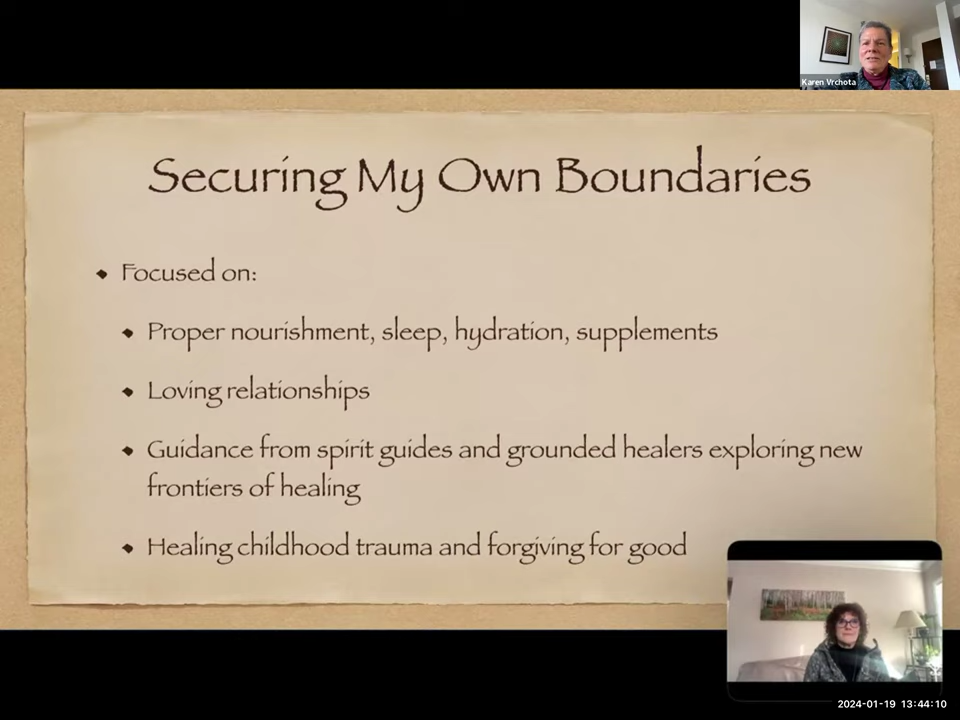 Karen Vrchota
Securing My Own Boundaries
Focused on:
Proper nourishment, sleep, hydration, supplements
Loving relationships
Guidance from spirit guides and grounded healers exploring new
frontiers of healing
Healing childhood trauma and forgiving for good
2024-01-19 13:44:10